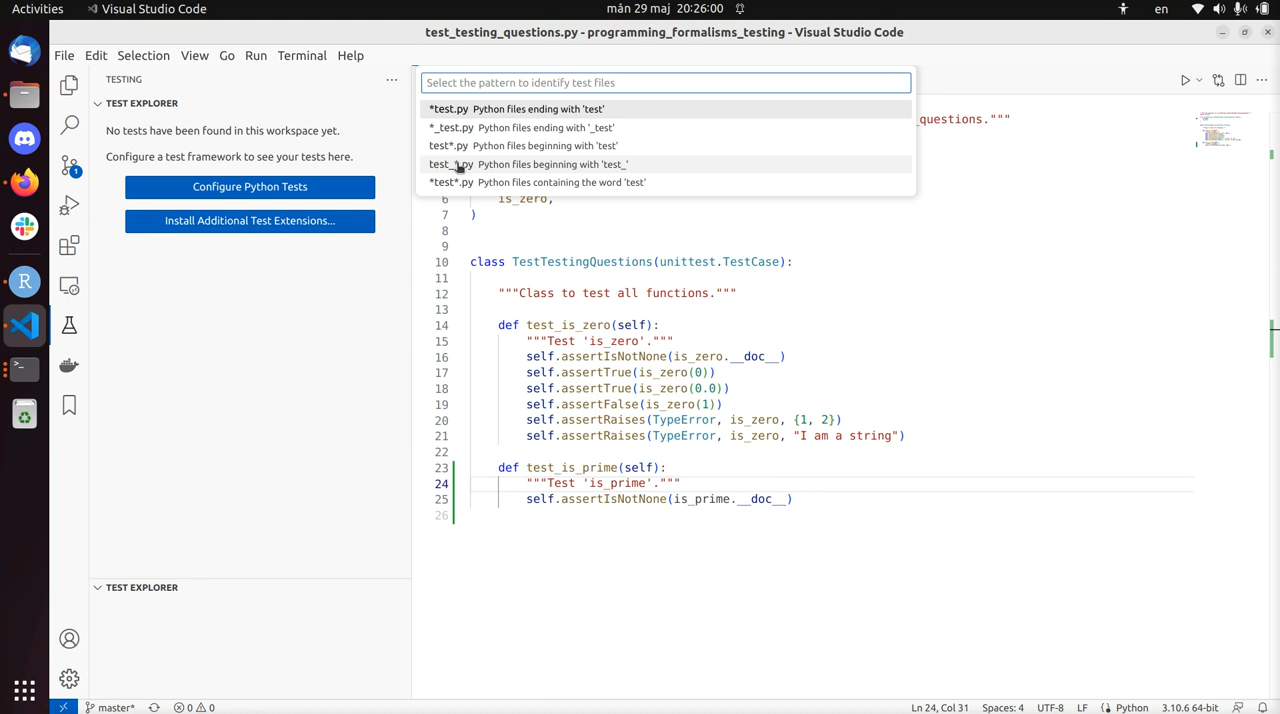 Activities
Visual Studio Code
mån 29 maj 20:26:00
en
test_testing_questions.py - programming_formalisms_testing - Visual Studio Code
File Edit Selection View Go Run Terminal Help
TESTING
TEST EXPLORER
No tests have been found in this workspace yet.
Configure a test framework to see your tests here.
Configure Python Tests
Install Additional Test Extensions...
TEST EXPLORER
Select the pattern to identify test files
*test.py Python files ending with 'test'
*_test.py Python files ending with '_test'
test*.py Python files beginning with 'test'
test_*.py Python files beginning with 'test_'
*test*.py Python files containing the word 'test'
_questions."""
6 is_zero,
7 )
8
9
10 class TestTestingQuestions(unittest.TestCase):
11
12 """Class to test all functions."""
13
14 def test_is_zero(self):
15 """Test 'is_zero'."""
16 self.assertIsNotNone(is_zero.__doc__)
17 self.assertTrue(is_zero(0))
18 self.assertTrue(is_zero(0.0))
19 self.assertFalse(is_zero(1))
20 self.assertRaises(TypeError, is_zero, {1, 2})
21 self.assertRaises(TypeError, is_zero, "I am a string")
22
23 def test_is_prime(self):
24 """Test 'is_prime'."""
25 self.assertIsNotNone(is_prime.__doc__)
26
1
master*
0 0
Ln 24, Col 31 Spaces: 4 UTF-8 LF Python 3.10.6 64-bit